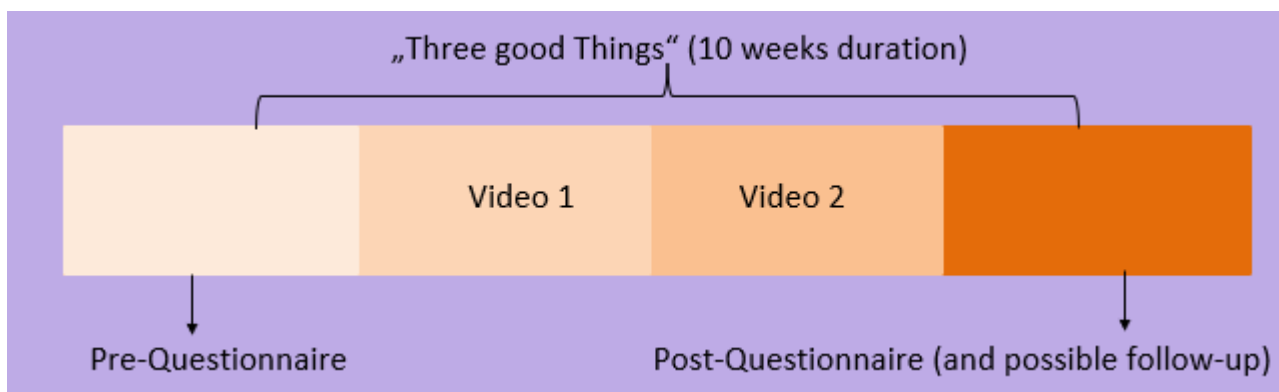 „Three good Things“ (10 weeks duration)
Video 1
Video 2
Pre-Questionnaire
Post-Questionnaire (and possible follow-up)